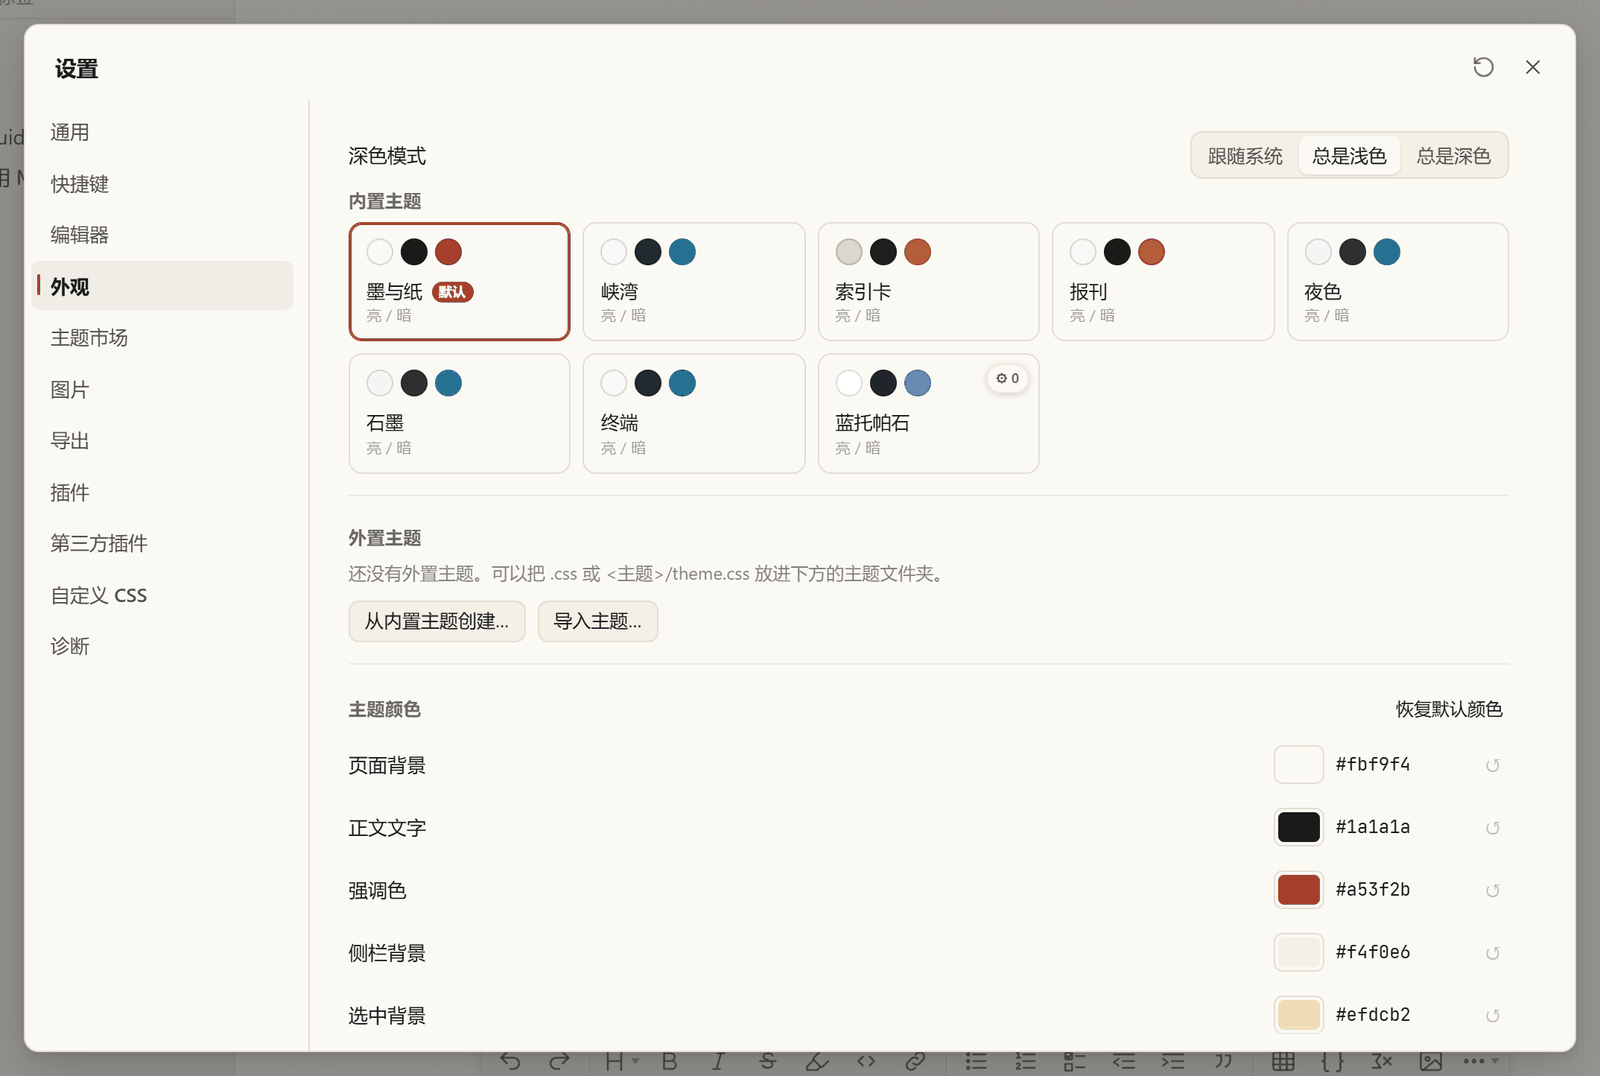 设置
通用
快捷键
编辑器
外观
主题市场
图片
导出
插件
第三方插件
自定义 CSS
诊断
深色模式
跟随系统 总是浅色 总是深色
内置主题
墨与纸 默认
亮 / 暗
峡湾
亮 / 暗
索引卡
亮 / 暗
报刊
亮 / 暗
夜色
亮 / 暗
石墨
亮 / 暗
终端
亮 / 暗
0
蓝托帕石
亮 / 暗
外置主题
还没有外置主题。可以把 .css 或 <主题>/theme.css 放进下方的主题文件夹。
从内置主题创建... 导入主题...
主题颜色 恢复默认颜色
页面背景 #fbf9f4
正文文字 #1a1a1a
强调色 #a53f2b
侧栏背景 #f4f0e6
选中背景 #efdcb2